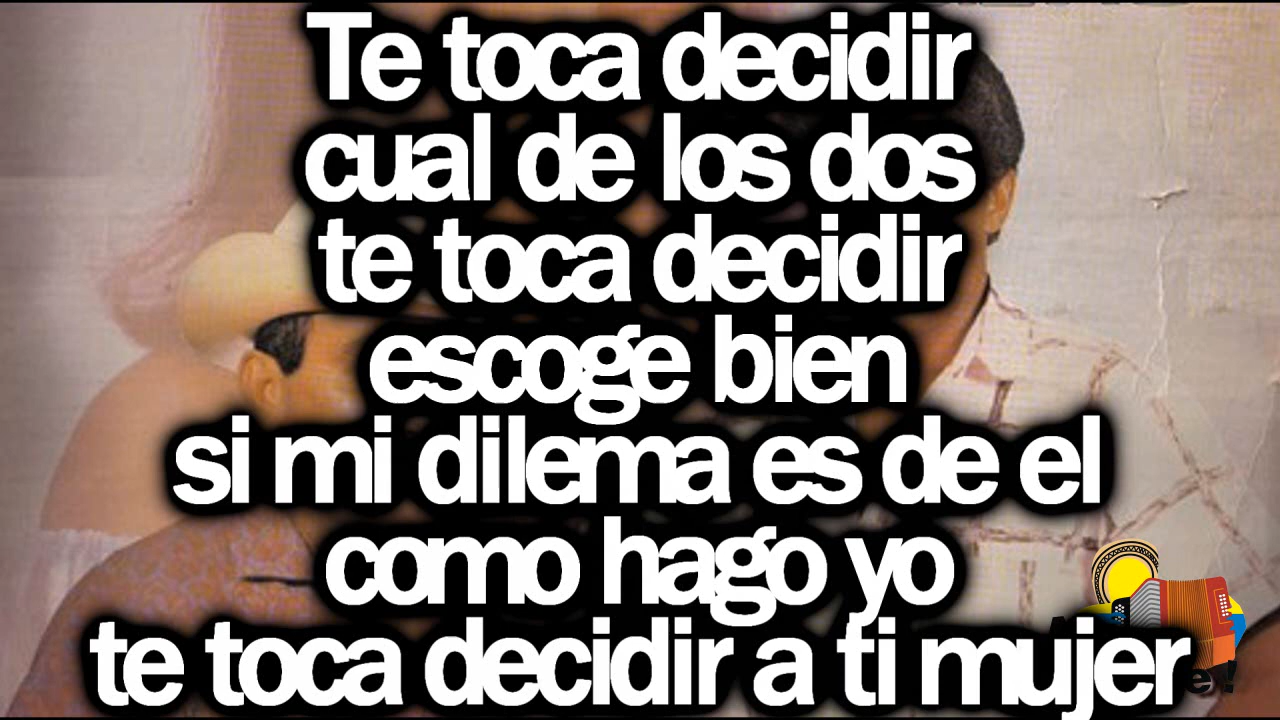 Te toca decidir
cual de los dos
te toca decidir
escoge bien
si mi dilema es de el
como hago yo
te toca decidir a ti mujer